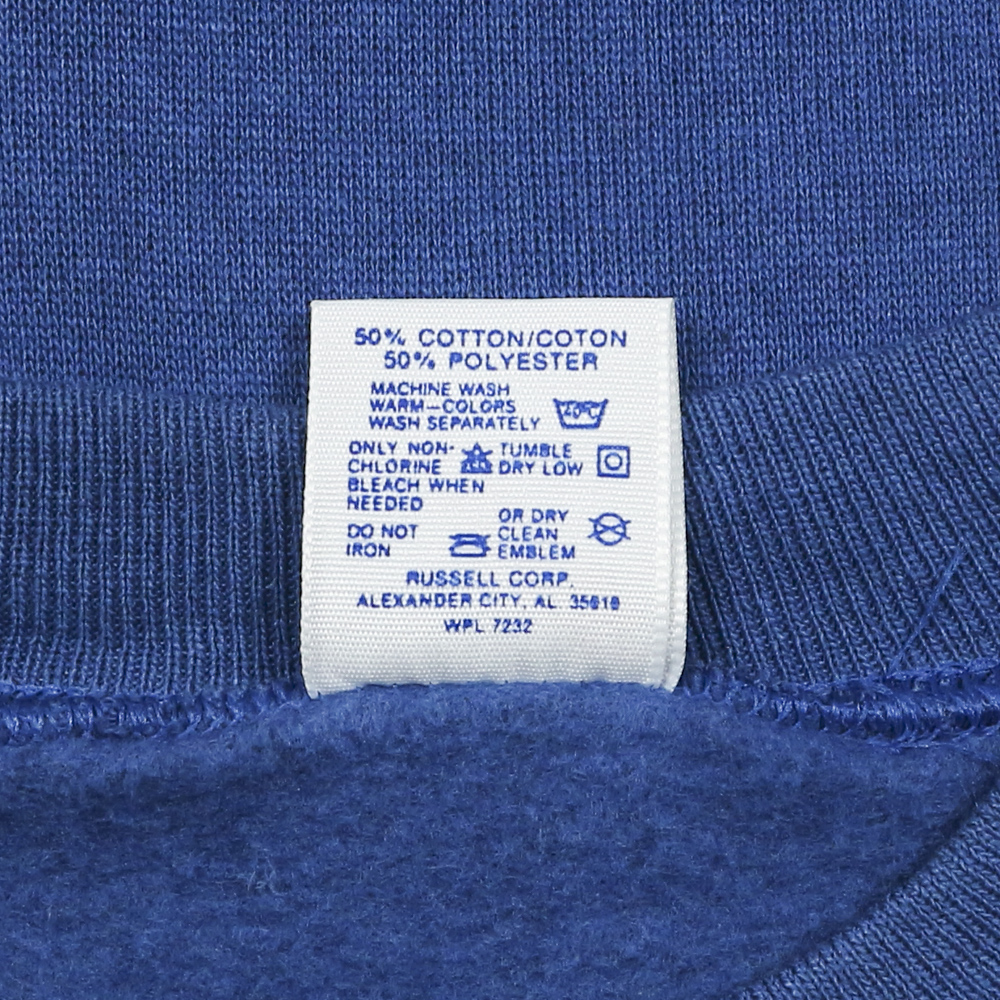 50% COTTON/COTON
50% POLYESTER
MACHINE WASH
WARM-COLORS
WASH SEPARATELY
40°C
ONLY NON-
CHLORINE
BLEACH WHEN
NEEDED
TUMBLE
DRY LOW
DO NOT
IRON
OR DRY
CLEAN
EMBLEM
RUSSELL CORP.
ALEXANDER CITY, AL
WPL 7232